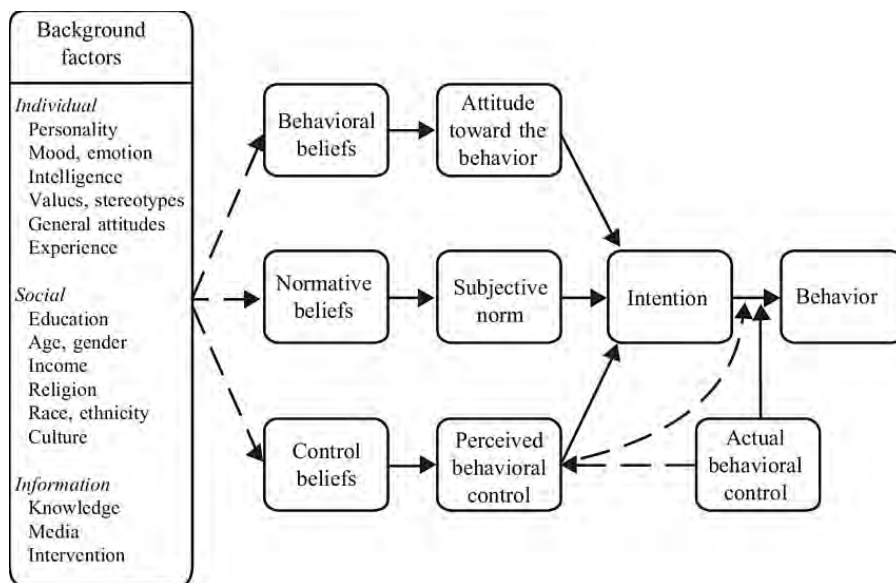 Background
factors
Individual
Personality
Mood, emotion
Intelligence
Values, stereotypes
General attitudes
Experience
Social
Education
Age, gender
Income
Religion
Race, ethnicity
Culture
Information
Knowledge
Media
Intervention
Behavioral
beliefs
Attitude
toward the
behavior
Normative
beliefs
Subjective
norm
Intention
Behavior
Control
beliefs
Perceived
behavioral
control
Actual
behavioral
control